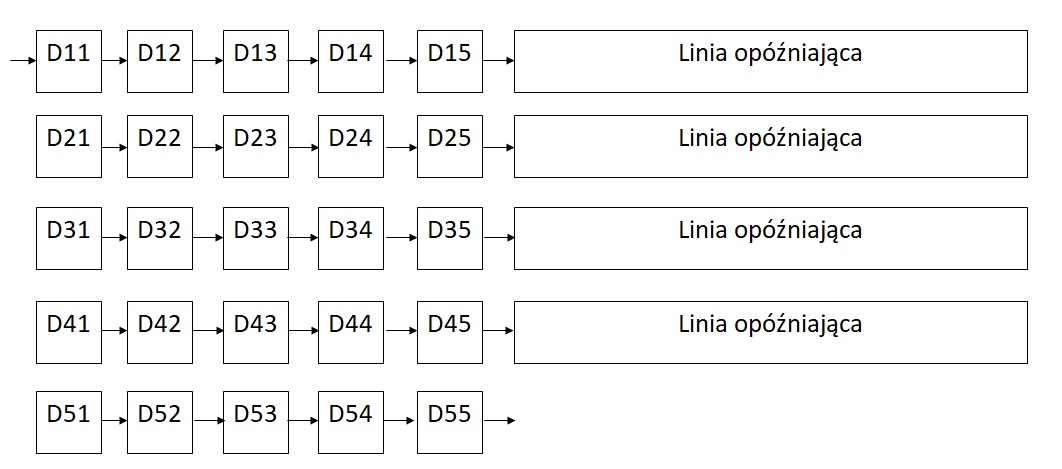 D11 D12 D13 D14 D15 Linia opóźniająca
D21 D22 D23 D24 D25 Linia opóźniająca
D31 D32 D33 D34 D35 Linia opóźniająca
D41 D42 D43 D44 D45 Linia opóźniająca
D51 D52 D53 D54 D55